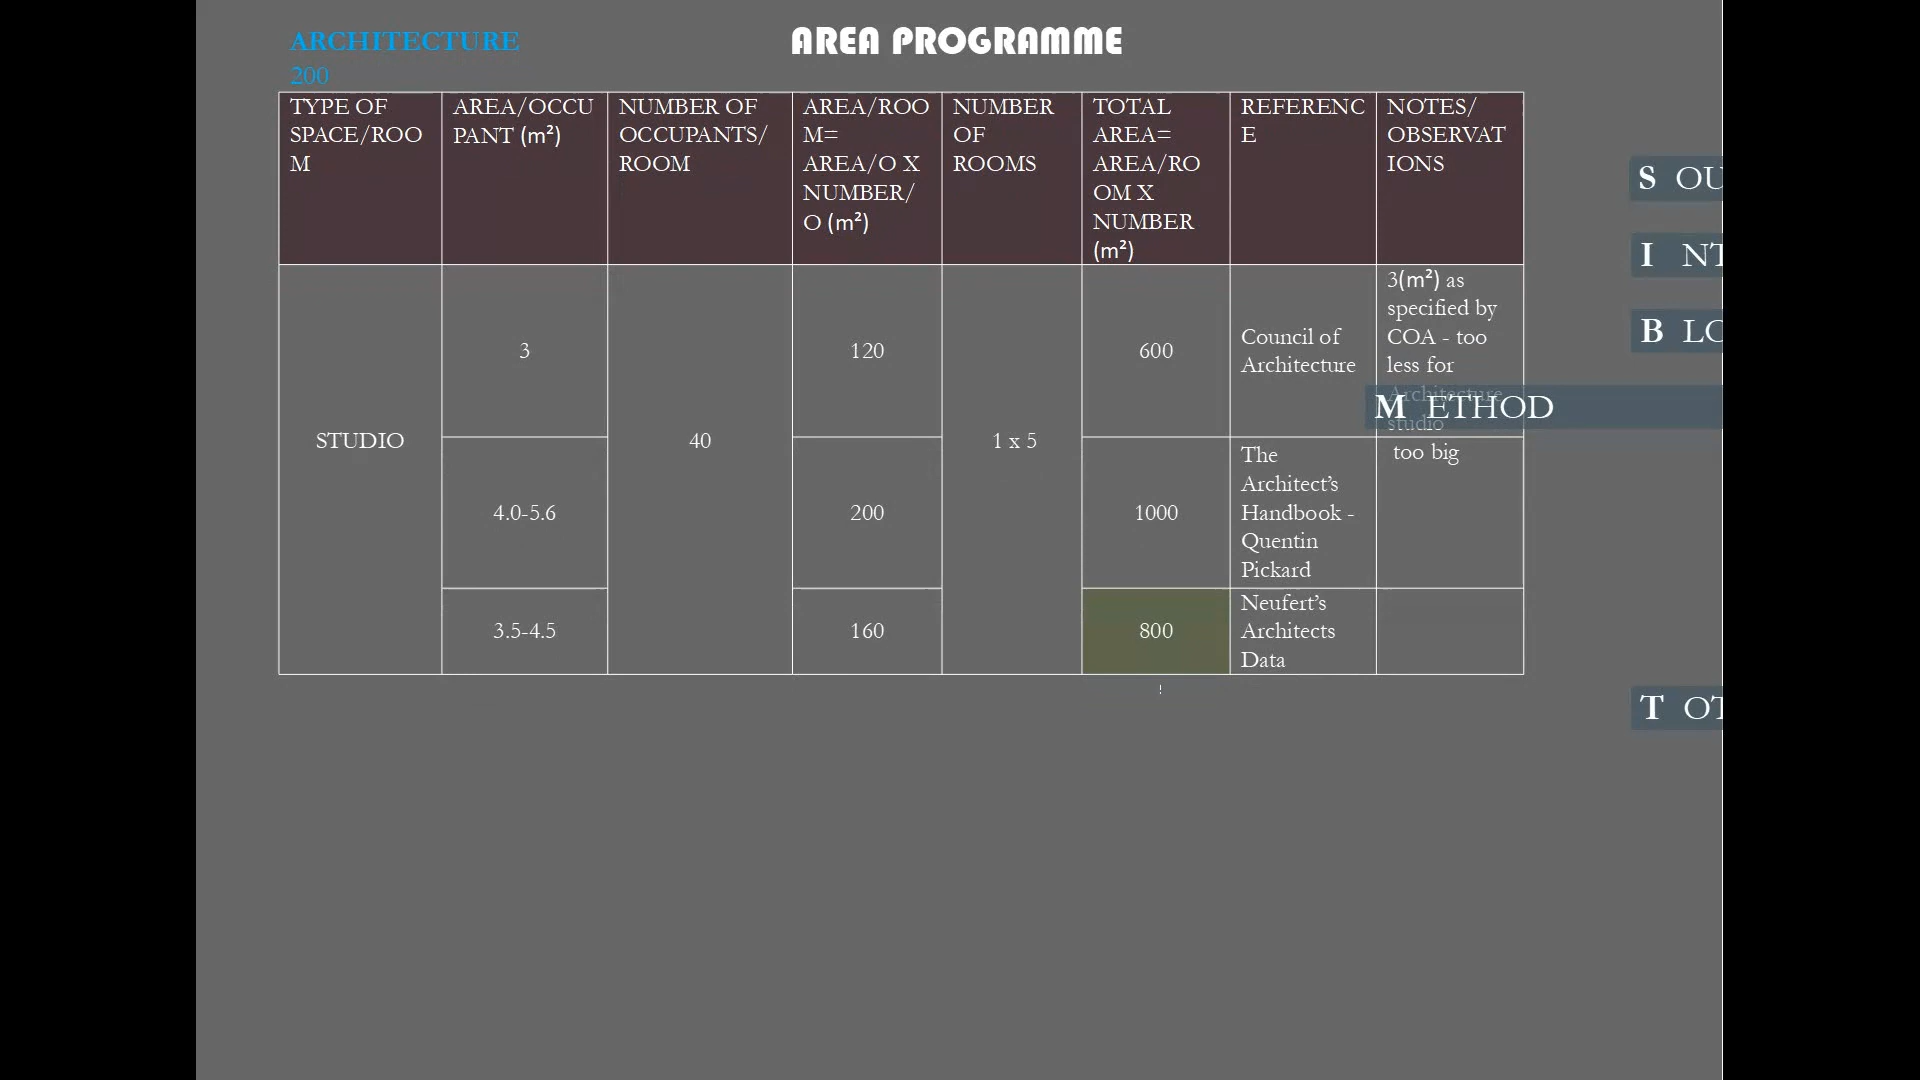 ARCHITECTURE
200
AREA PROGRAMME
TYPE OF
SPACE/ROO
M
AREA/OCCU
PANT (m²)
NUMBER OF
OCCUPANTS/
ROOM
AREA/ROO
M=
AREA/O X
NUMBER/
O (m²)
NUMBER
OF
ROOMS
TOTAL
AREA=
AREA/RO
OM X
NUMBER
(m²)
REFERENC
E
NOTES/
OBSERVAT
IONS
STUDIO
3
40
120
1 x 5
600
Council of
Architecture
3(m²) as
specified by
COA - too
less for
Architecture
studio
too big
4.0-5.6
200
1000
The
Architect’s
Handbook -
Quentin
Pickard
3.5-4.5
160
800
Neufert’s
Architects
Data
S OU
I NT
B LO
M ETHOD
T OT